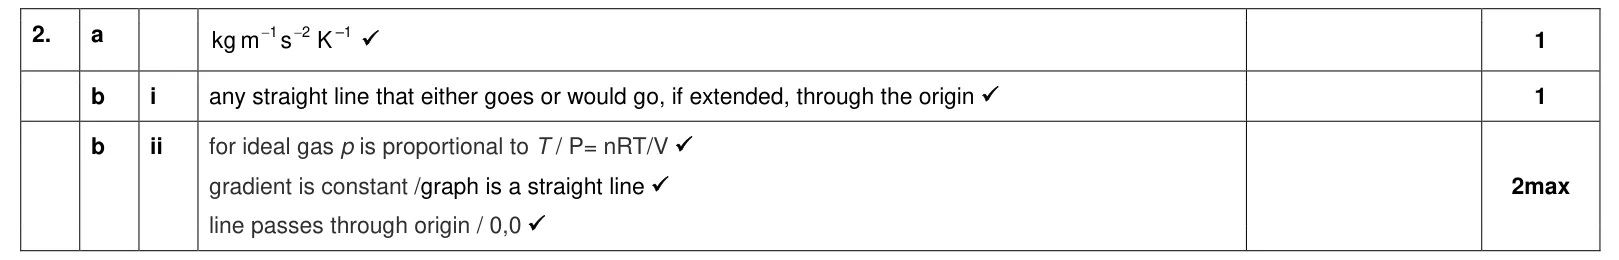 2. a kg m⁻¹ s⁻² K⁻¹ ✓ 1
b i any straight line that either goes or would go, if extended, through the origin ✓ 1
b ii for ideal gas p is proportional to T / P= nRT/V ✓
gradient is constant /graph is a straight line ✓ 2max
line passes through origin / 0,0 ✓